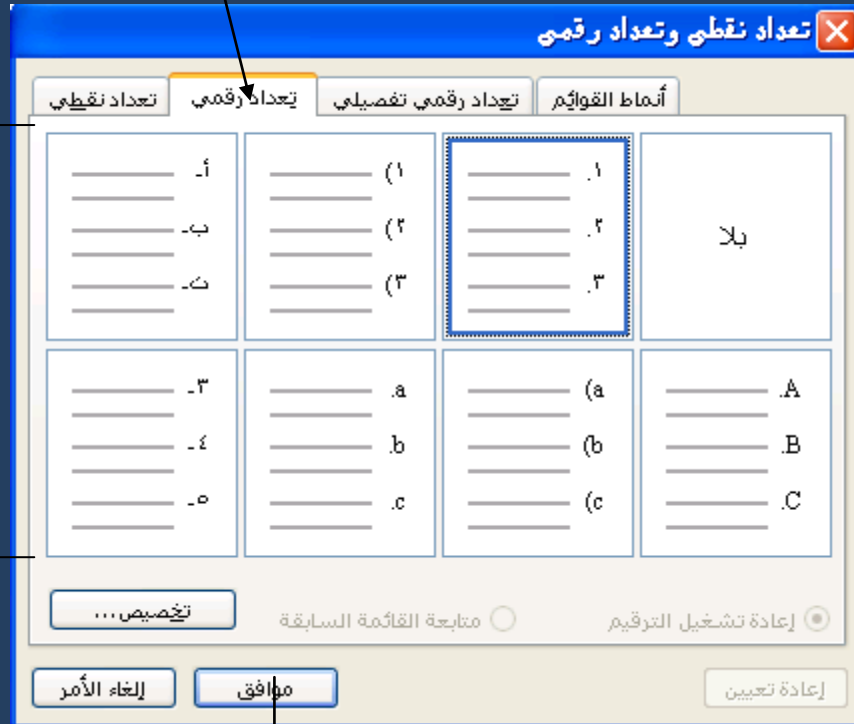 تعداد نقطي وتعداد رقمي
أنماط القوائم تعداد رقمي تفصيلي تعداد رقمي تعداد نقطي
بلا
١.
٢.
٣.
١)
٢)
٣)
أ-
ب-
ت-
A.
B.
C.
a)
b)
c)
a.
b.
c.
٣-
٤-
٥-
إعادة تشغيل الترقيم متابعة القائمة السابقة تخصيص...
إعادة تعيين موافق إلغاء الأمر